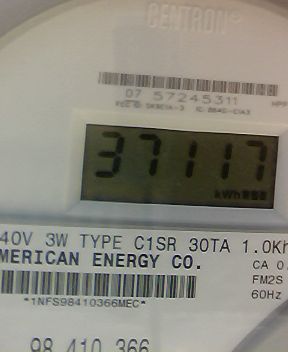 CENTRON®
07 57245311
37117
kWh
40V 3W TYPE C1SR 30TA 1.0Kh
MERICAN ENERGY CO.
CA 0.
FM2S
60Hz
*1NFS98410366MEC*
98 410 366